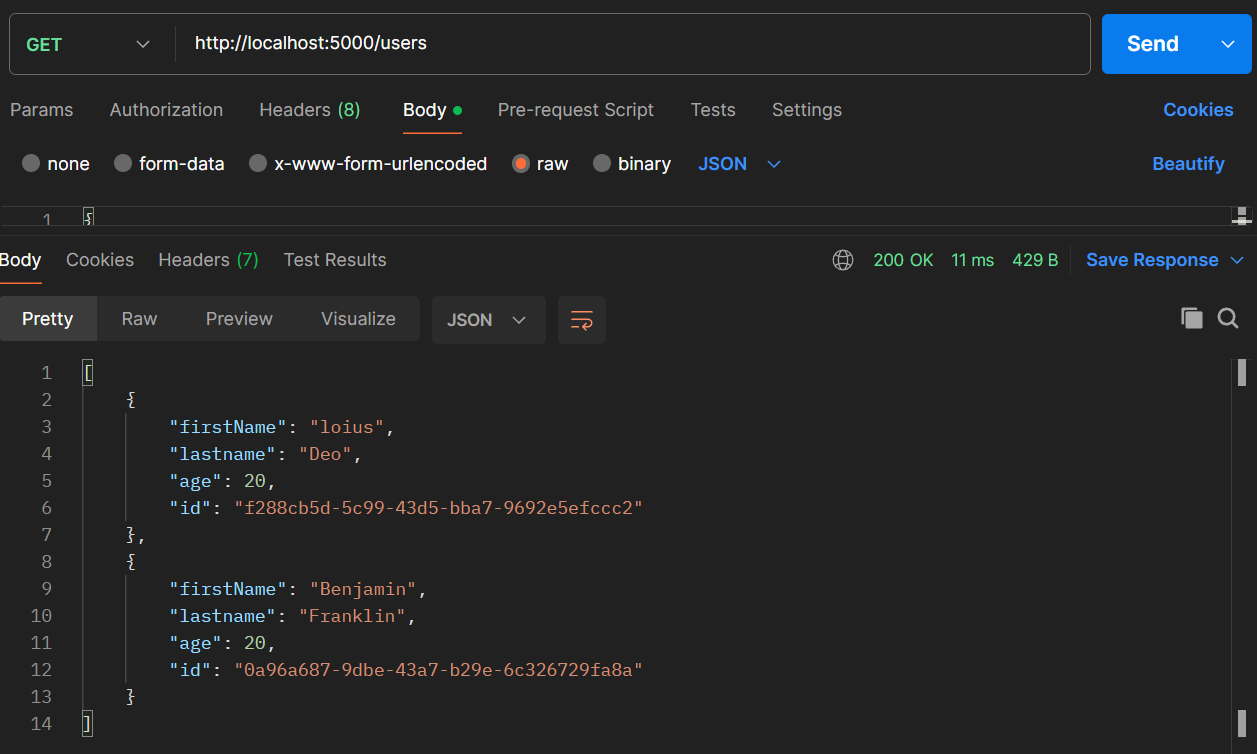 GET http://localhost:5000/users Send
Params Authorization Headers (8) Body Pre-request Script Tests Settings Cookies
none form-data x-www-form-urlencoded raw binary JSON Beautify
1 {
Body Cookies Headers (7) Test Results 200 OK 11 ms 429 B Save Response
Pretty Raw Preview Visualize JSON
1 [
2 {
3 "firstName": "loius",
4 "lastname": "Deo",
5 "age": 20,
6 "id": "f288cb5d-5c99-43d5-bba7-9692e5efccc2"
7 },
8 {
9 "firstName": "Benjamin",
10 "lastname": "Franklin",
11 "age": 20,
12 "id": "0a96a687-9dbe-43a7-b29e-6c326729fa8a"
13 }
14 ]